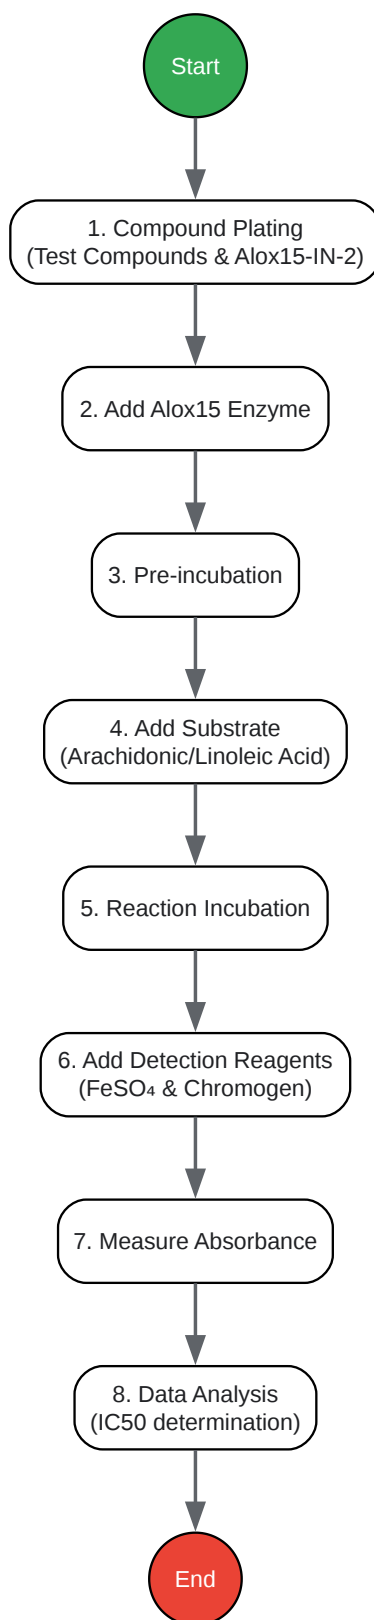 Start
1. Compound Plating
(Test Compounds & Alox15-IN-2)
2. Add Alox15 Enzyme
3. Pre-incubation
4. Add Substrate
(Arachidonic/Linoleic Acid)
5. Reaction Incubation
6. Add Detection Reagents
(FeSO₄ & Chromogen)
7. Measure Absorbance
8. Data Analysis
(IC50 determination)
End